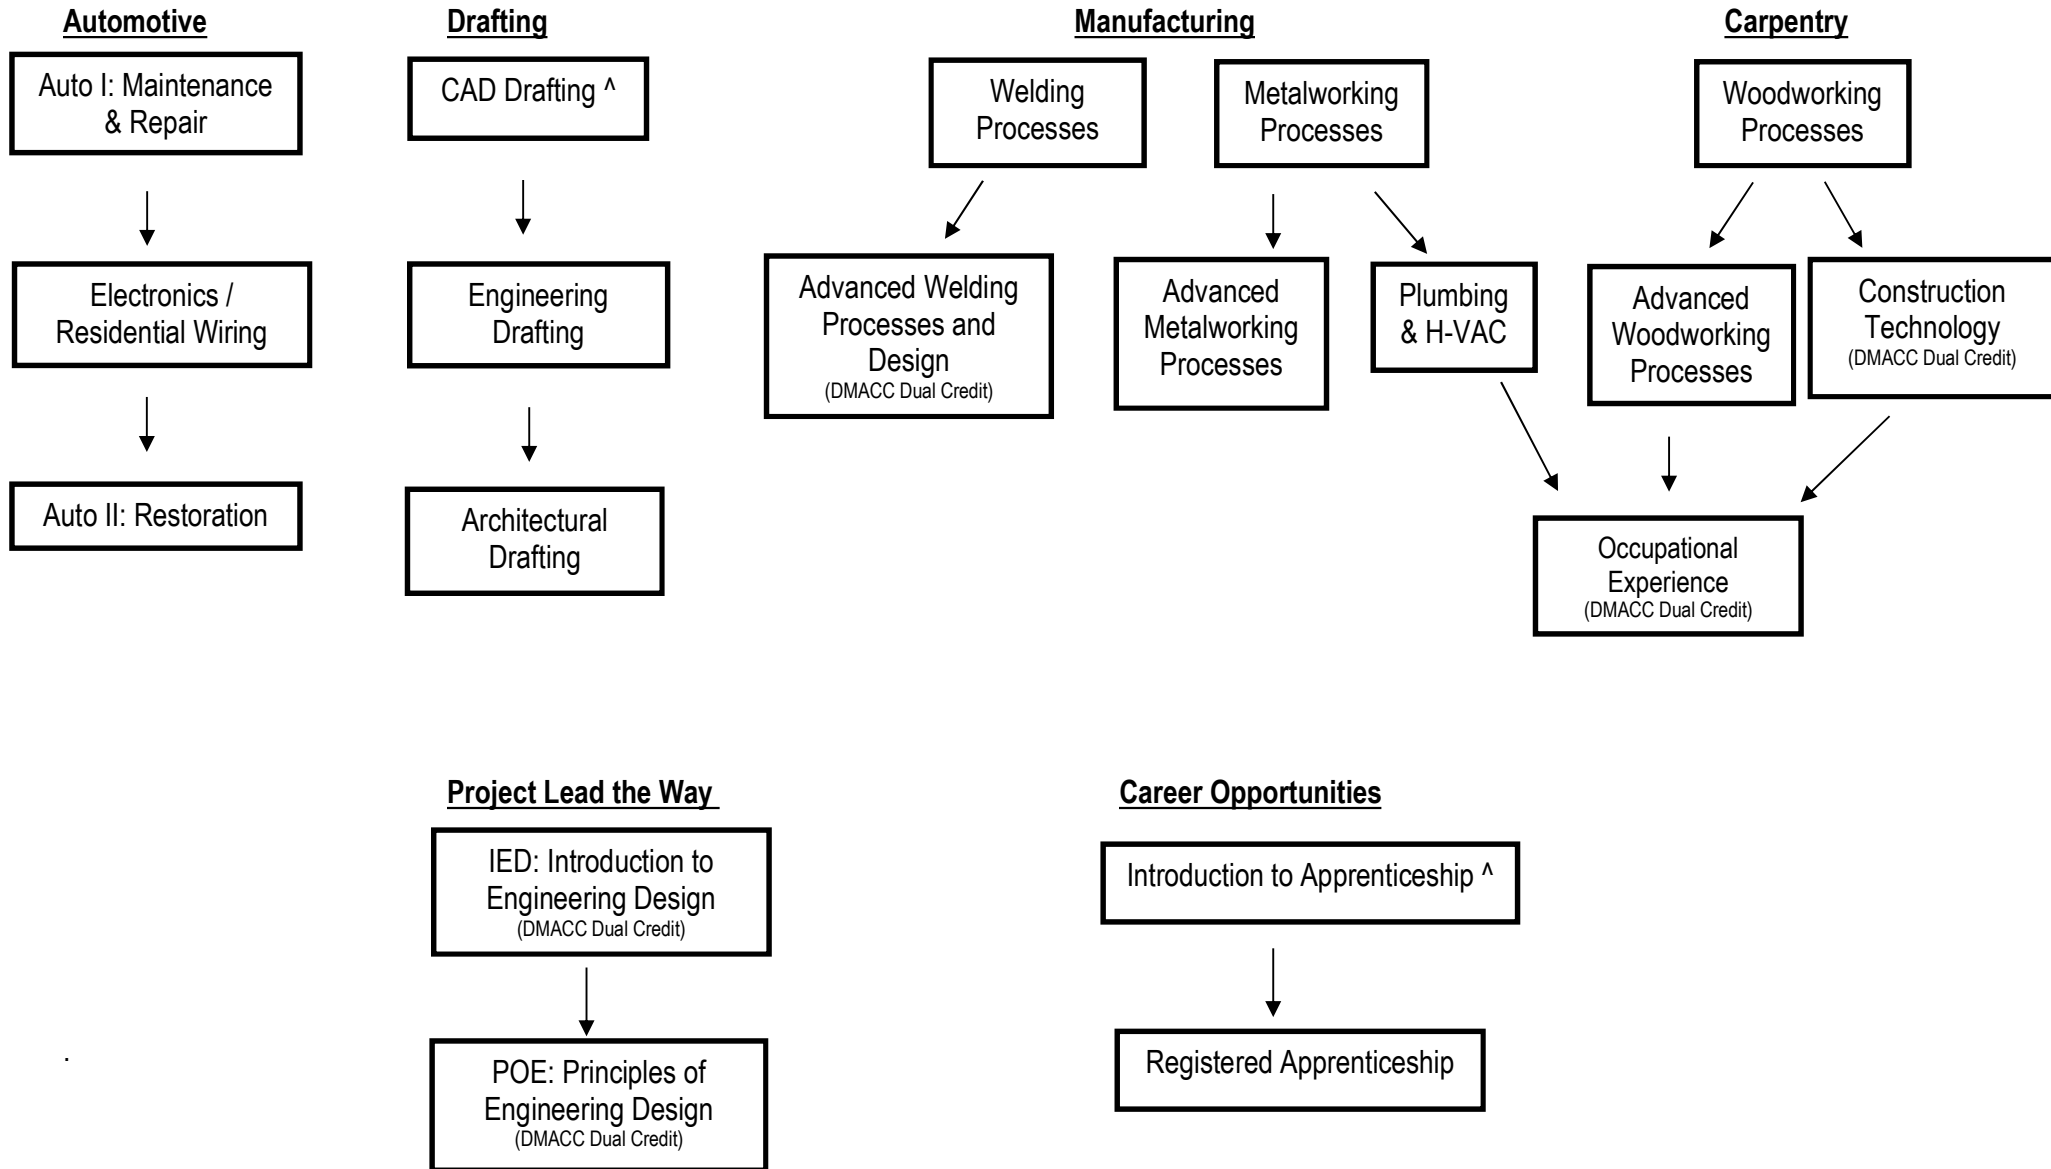 Automotive
Auto I: Maintenance
& Repair
Electronics /
Residential Wiring
Auto II: Restoration
Drafting
CAD Drafting ^
Engineering
Drafting
Architectural
Drafting
Manufacturing
Welding
Processes
Metalworking
Processes
Advanced Welding
Processes and
Design
(DMACC Dual Credit)
Advanced
Metalworking
Processes
Plumbing
& H-VAC
Carpentry
Woodworking
Processes
Advanced
Woodworking
Processes
Construction
Technology
(DMACC Dual Credit)
Occupational
Experience
(DMACC Dual Credit)
Project Lead the Way
IED: Introduction to
Engineering Design
(DMACC Dual Credit)
POE: Principles of
Engineering Design
(DMACC Dual Credit)
Career Opportunities
Introduction to Apprenticeship ^
Registered Apprenticeship
.